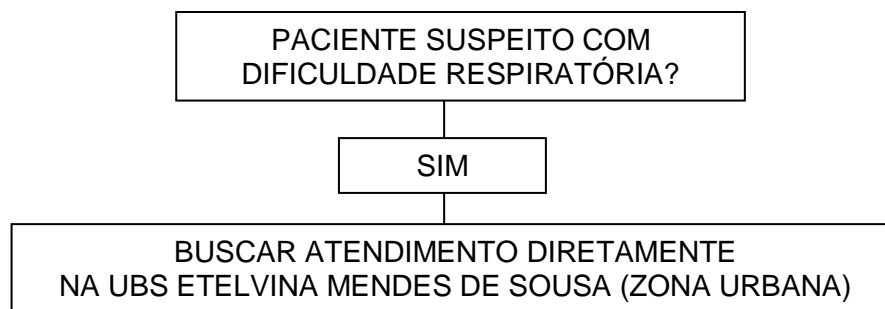 PACIENTE SUSPEITO COM
DIFICULDADE RESPIRATÓRIA?
SIM
BUSCAR ATENDIMENTO DIRETAMENTE
NA UBS ETELVINA MENDES DE SOUSA (ZONA URBANA)